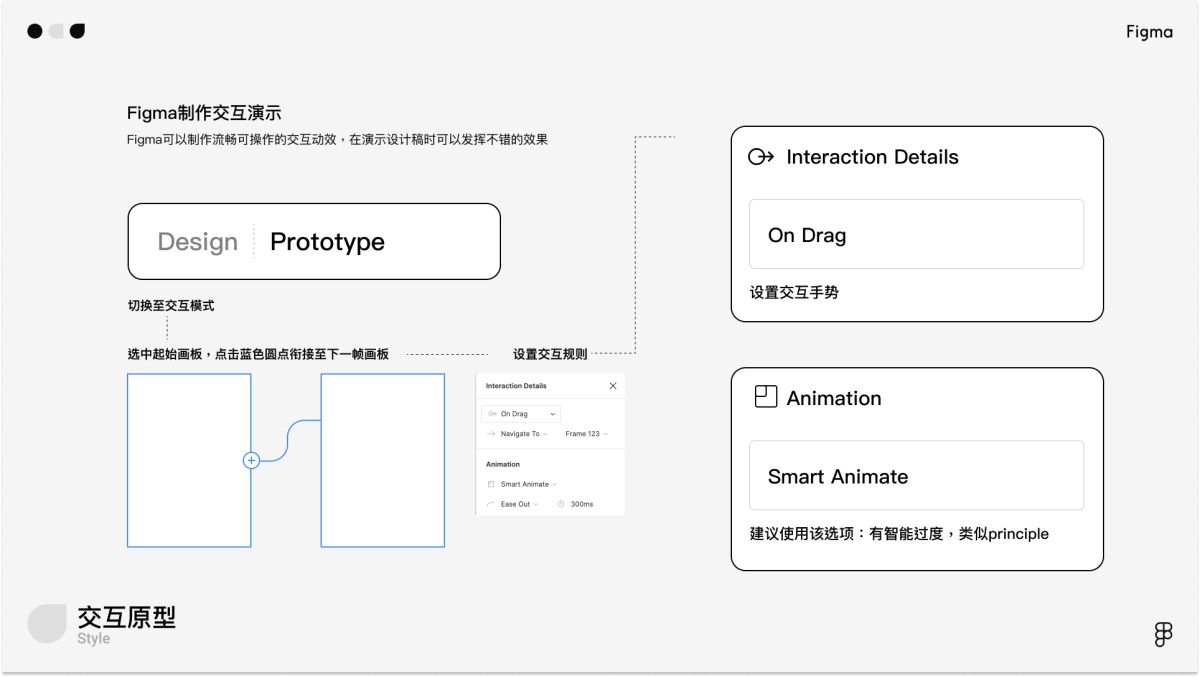 Figma
Figma制作交互演示
Figma可以制作流畅可操作的交互动效，在演示设计稿时可以发挥不错的效果
Design
Prototype
切换至交互模式
选中起始画板，点击蓝色圆点衔接至下一帧画板
设置交互规则
Interaction Details
On Drag
Navigate To
Frame 123
Animation
Smart Animate
Ease Out
300ms
Interaction Details
On Drag
设置交互手势
Animation
Smart Animate
建议使用该选项：有智能过度，类似principle
交互原型
Style